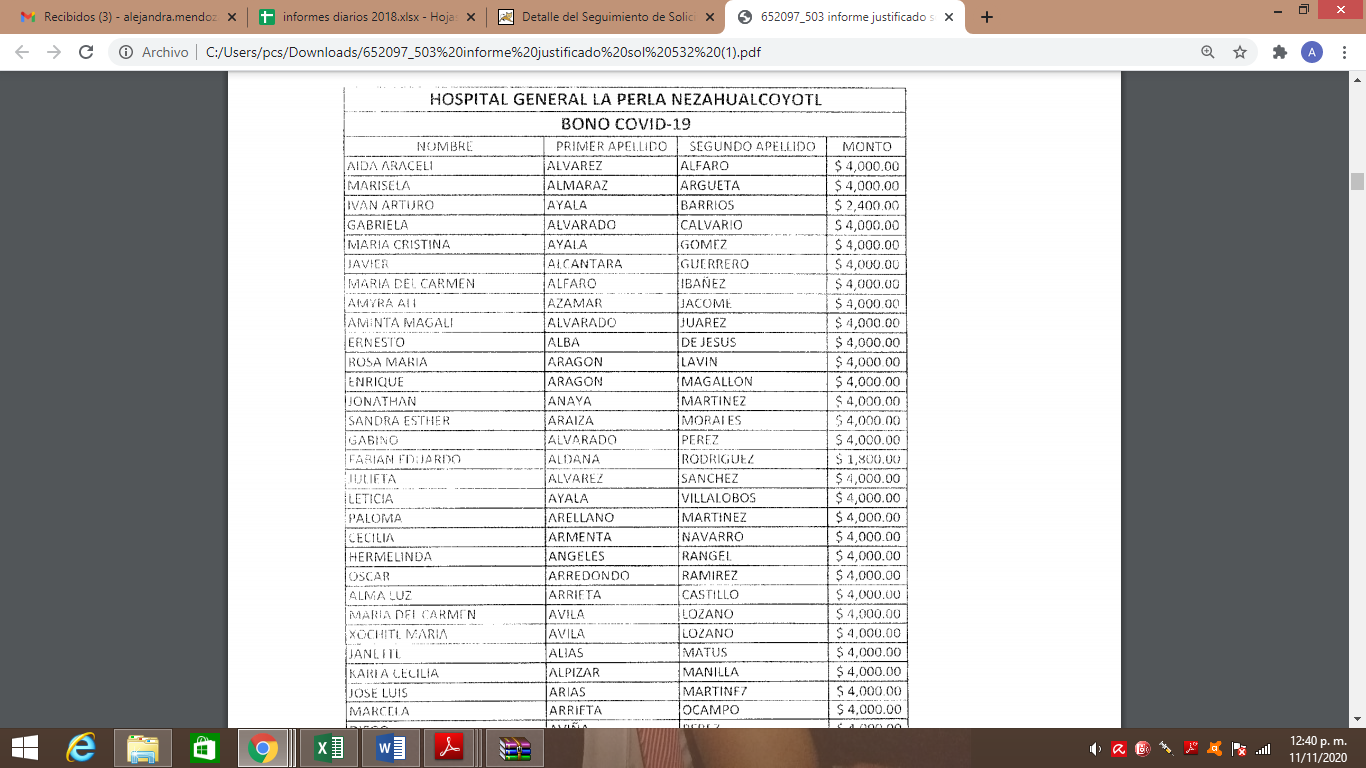 Recibidos (3) - alejandra.mendoz
informes diarios 2018.xlsx - Hoja
Detalle del Seguimiento de Solici
652097_503 informe justificado s
Archivo C:/Users/pcs/Downloads/652097_503%20informe%20justificado%20sol%20532%20(1).pdf
A
HOSPITAL GENERAL LA PERLA NEZAHUALCOYOTL
BONO COVID-19
NOMBRE PRIMER APELLIDO SEGUNDO APELLIDO MONTO
AIDA ARACELI ALVAREZ ALFARO $ 4,000.00
MARISELA ALMARAZ ARGUETA $ 4,000.00
IVAN ARTURO AYALA BARRIOS $ 2,400.00
GABRIELA ALVARADO CALVARIO $ 4,000.00
MARIA CRISTINA AYALA GOMEZ $ 4,000.00
JAVIER ALCANTARA GUERRERO $ 4,000.00
MARIA DEL CARMEN ALFARO IBAÑEZ $ 4,000.00
AMYRA ALI AZAMAR JACOME $ 4,000.00
AMINTA MAGALI ALVARADO JUAREZ $ 4,000.00
ERNESTO ALBA DE JESUS $ 4,000.00
ROSA MARIA ARAGON LAVIN $ 4,000.00
ENRIQUE ARAGON MAGALLON $ 4,000.00
JONATHAN ANAYA MARTINEZ $ 4,000.00
SANDRA ESTHER ARAIZA MORALES $ 4,000.00
GABINO ALVARADO PEREZ $ 4,000.00
FABIAN EDUARDO ALDANA RODRIGUEZ $ 1,800.00
JULIETA ALVAREZ SANCHEZ $ 4,000.00
LETICIA AYALA VILLALOBOS $ 4,000.00
PALOMA ARELLANO MARTINEZ $ 4,000.00
CECILIA ARMENTA NAVARRO $ 4,000.00
HERMELINDA ANGELES RANGEL $ 4,000.00
OSCAR ARREDONDO RAMIREZ $ 4,000.00
ALMA LUZ ARRIETA CASTILLO $ 4,000.00
MARIA DEL CARMEN AVILA LOZANO $ 4,000.00
XOCHITL MARIA AVILA LOZANO $ 4,000.00
JANETTE ALIAS MATUS $ 4,000.00
KARLA CECILIA ALPIZAR MANILLA $ 4,000.00
JOSE LUIS ARIAS MARTINEZ $ 4,000.00
MARCELA ARRIETA OCAMPO $ 4,000.00
12:40 p. m.
11/11/2020